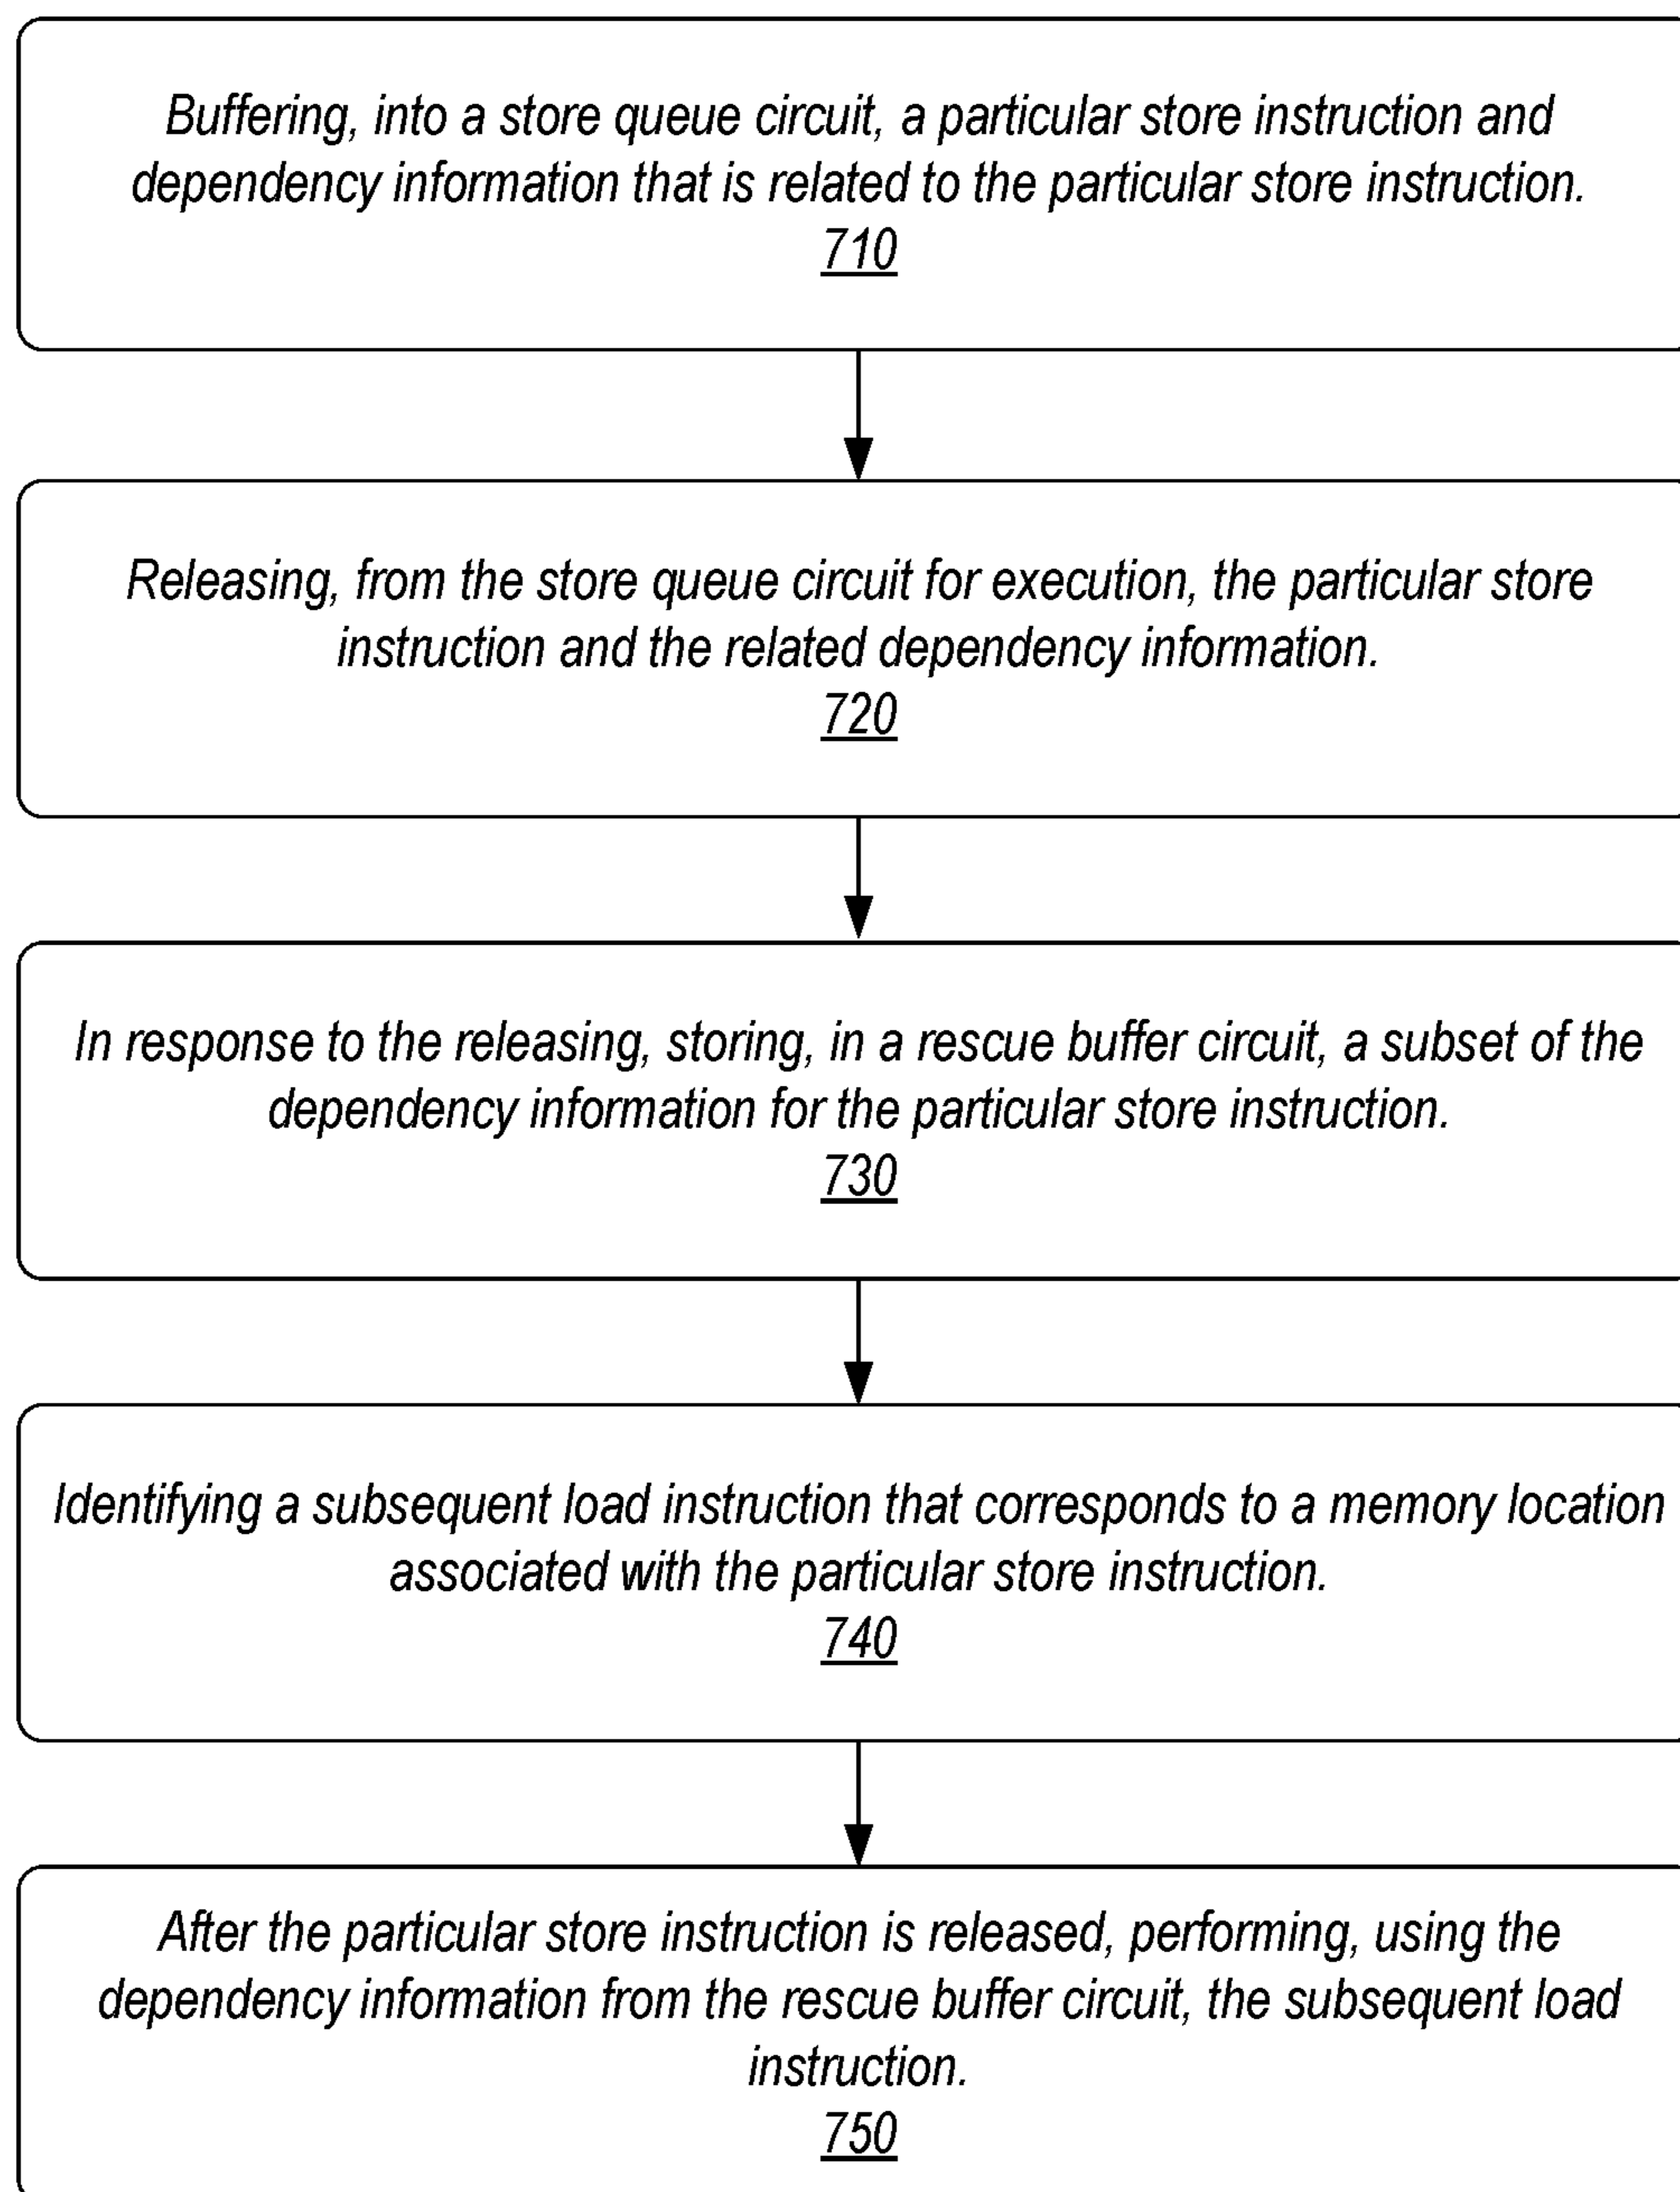 Buffering, into a store queue circuit, a particular store instruction and
dependency information that is related to the particular store instruction.
710
Releasing, from the store queue circuit for execution, the particular store
instruction and the related dependency information.
720
In response to the releasing, storing, in a rescue buffer circuit, a subset of the
dependency information for the particular store instruction.
730
Identifying a subsequent load instruction that corresponds to a memory location
associated with the particular store instruction.
740
After the particular store instruction is released, performing, using the
dependency information from the rescue buffer circuit, the subsequent load
instruction.
750